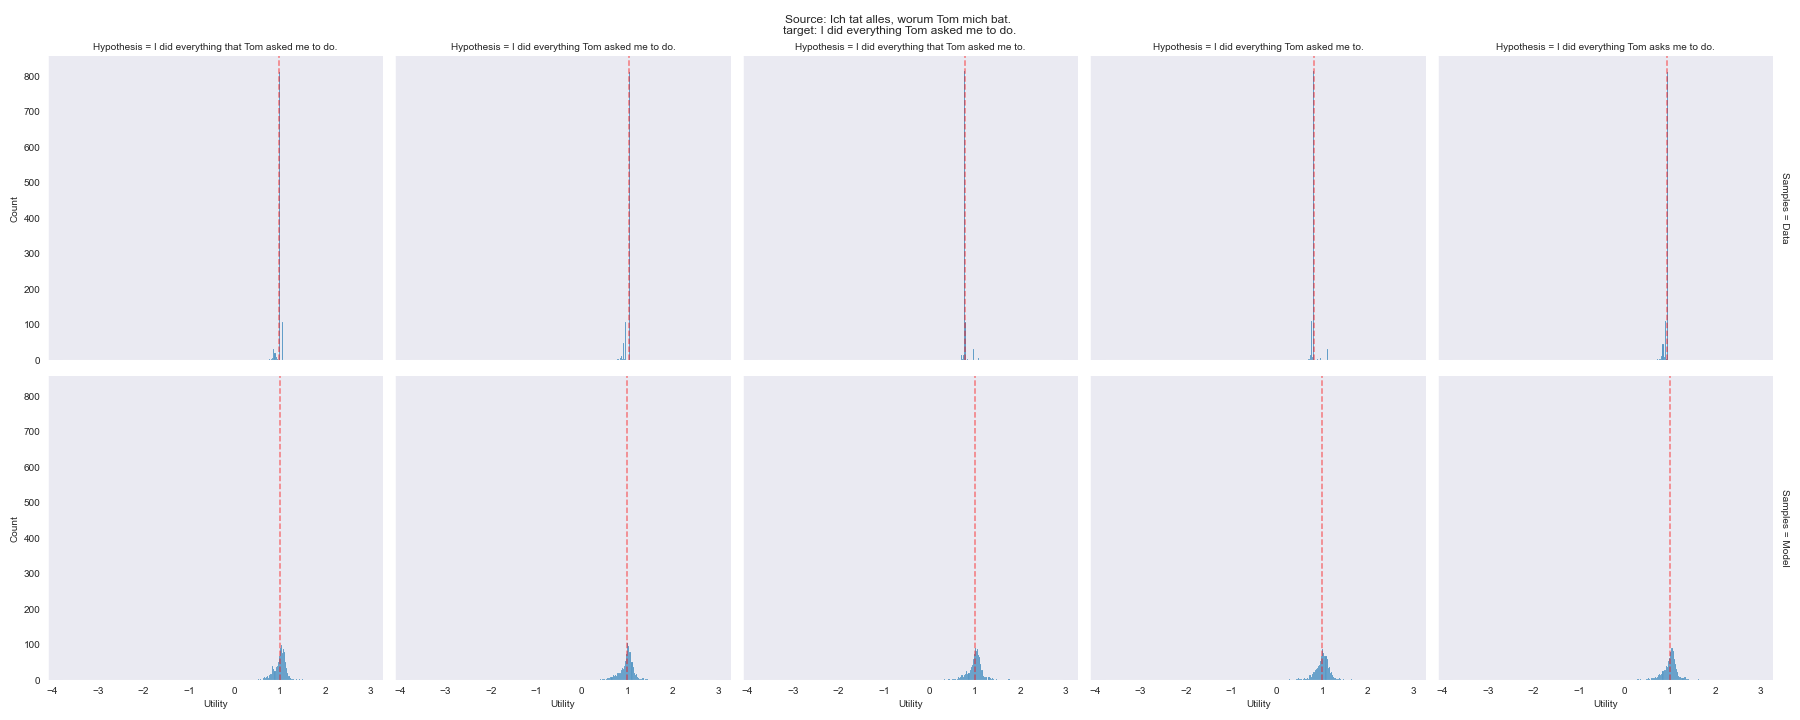 Source: Ich tat alles, worum Tom mich bat.
target: I did everything Tom asked me to do.
Hypothesis = I did everything that Tom asked me to do.
Hypothesis = I did everything Tom asked me to do.
Hypothesis = I did everything that Tom asked me to.
Hypothesis = I did everything Tom asked me to.
Hypothesis = I did everything Tom asks me to do.
800
700
600
500
400
300
200
100
0
Count
Samples = Data
800
700
600
500
400
300
200
100
0
Count
Samples = Model
−4 −3 −2 −1 0 1 2 3
Utility
−4 −3 −2 −1 0 1 2 3
Utility
−4 −3 −2 −1 0 1 2 3
Utility
−4 −3 −2 −1 0 1 2 3
Utility
−4 −3 −2 −1 0 1 2 3
Utility